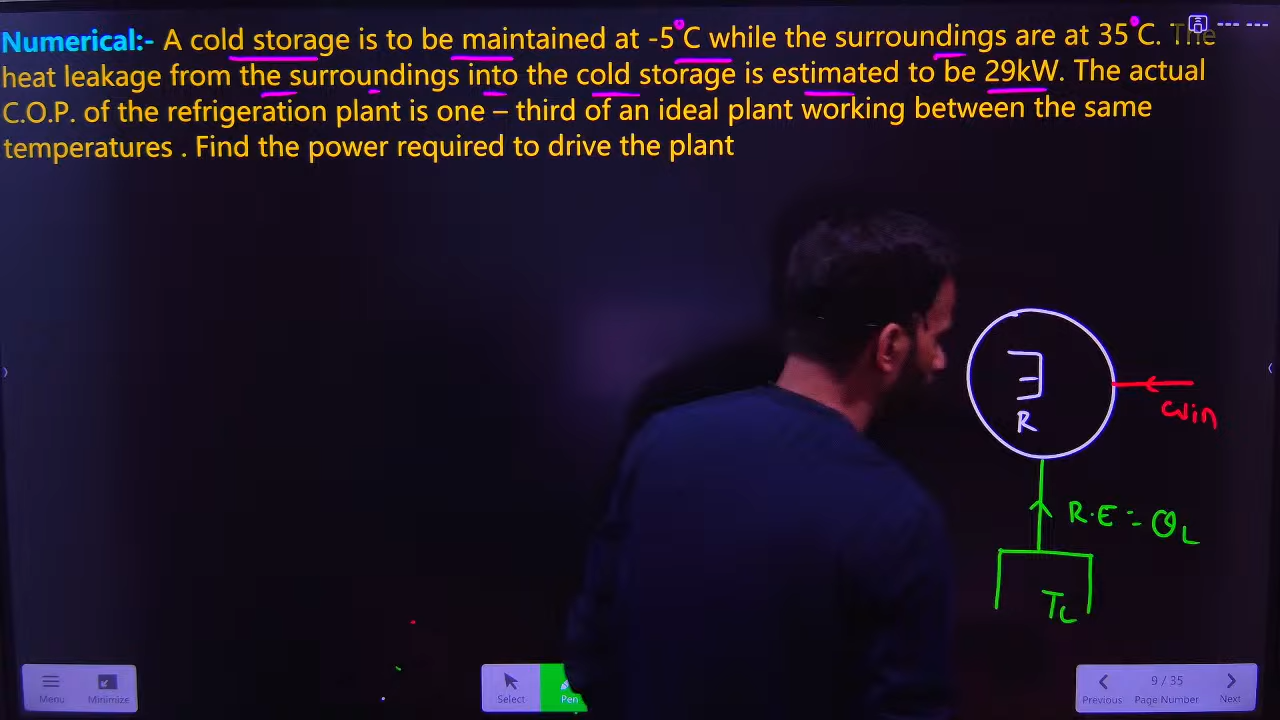 Numerical:- A cold storage is to be maintained at -5°C while the surroundings are at 35°C. The
heat leakage from the surroundings into the cold storage is estimated to be 29kW. The actual
C.O.P. of the refrigeration plant is one – third of an ideal plant working between the same
temperatures . Find the power required to drive the plant
R
Win
R.E = QL
TL
Menu
Minimize
Select
Pen
Previous
9 / 35
Page Number
Next